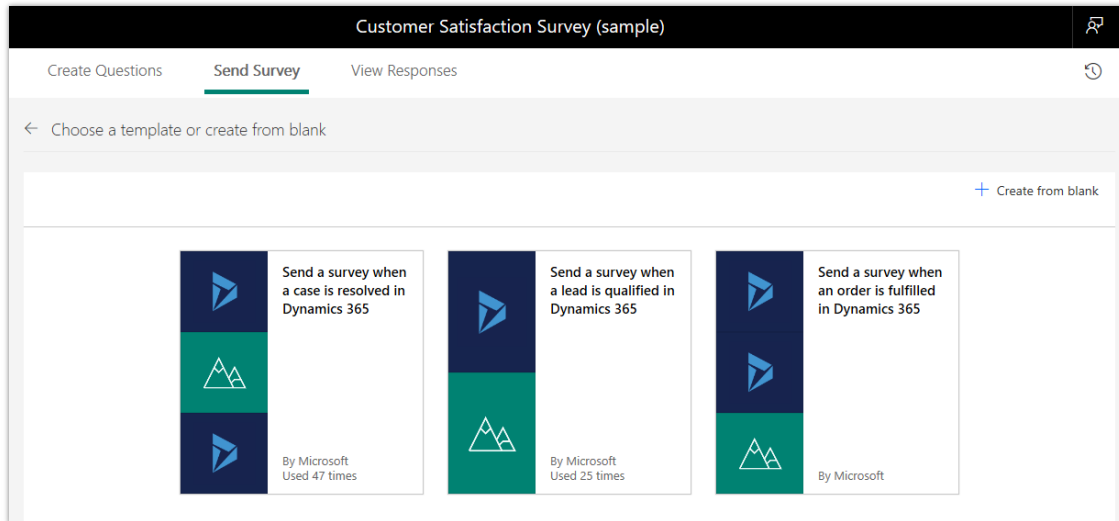 Customer Satisfaction Survey (sample)
Create Questions
Send Survey
View Responses
Choose a template or create from blank
Create from blank
Send a survey when
a case is resolved in
Dynamics 365
By Microsoft
Used 47 times
Send a survey when
a lead is qualified in
Dynamics 365
By Microsoft
Used 25 times
Send a survey when
an order is fulfilled
in Dynamics 365
By Microsoft